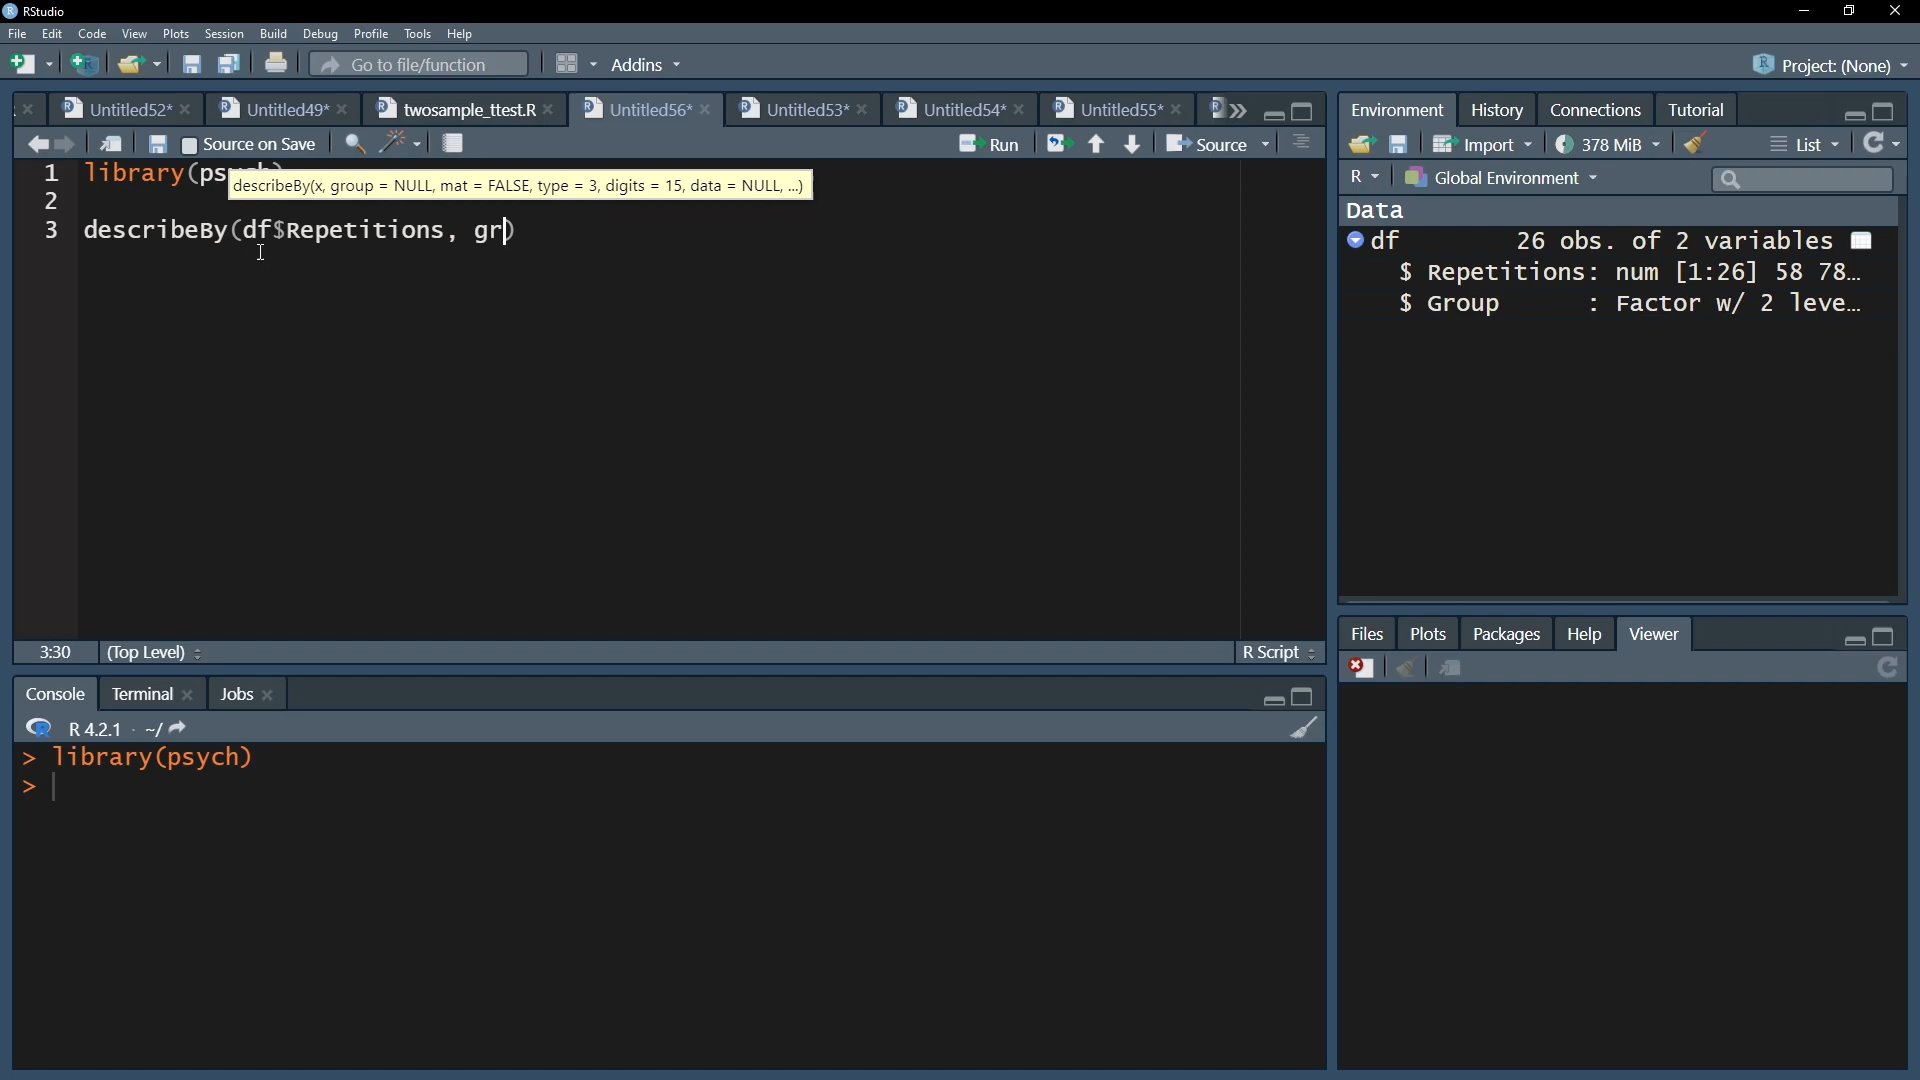 RStudio
File Edit Code View Plots Session Build Debug Profile Tools Help
Go to file/function Addins Project: (None)
Untitled52* Untitled49* twosample_ttest.R Untitled56* Untitled53* Untitled54* Untitled55*
Source on Save Run Source
1 library(psych)
describeBy(x, group = NULL, mat = FALSE, type = 3, digits = 15, data = NULL, ...)
2
3 describeBy(df$Repetitions, gr)
3:30 (Top Level) R Script
Console Terminal Jobs
R 4.2.1 · ~/
> library(psych)
>
Environment History Connections Tutorial
Import 378 MiB List
R Global Environment
Data
df 26 obs. of 2 variables
$ Repetitions: num [1:26] 58 78…
$ Group : Factor w/ 2 leve…
Files Plots Packages Help Viewer